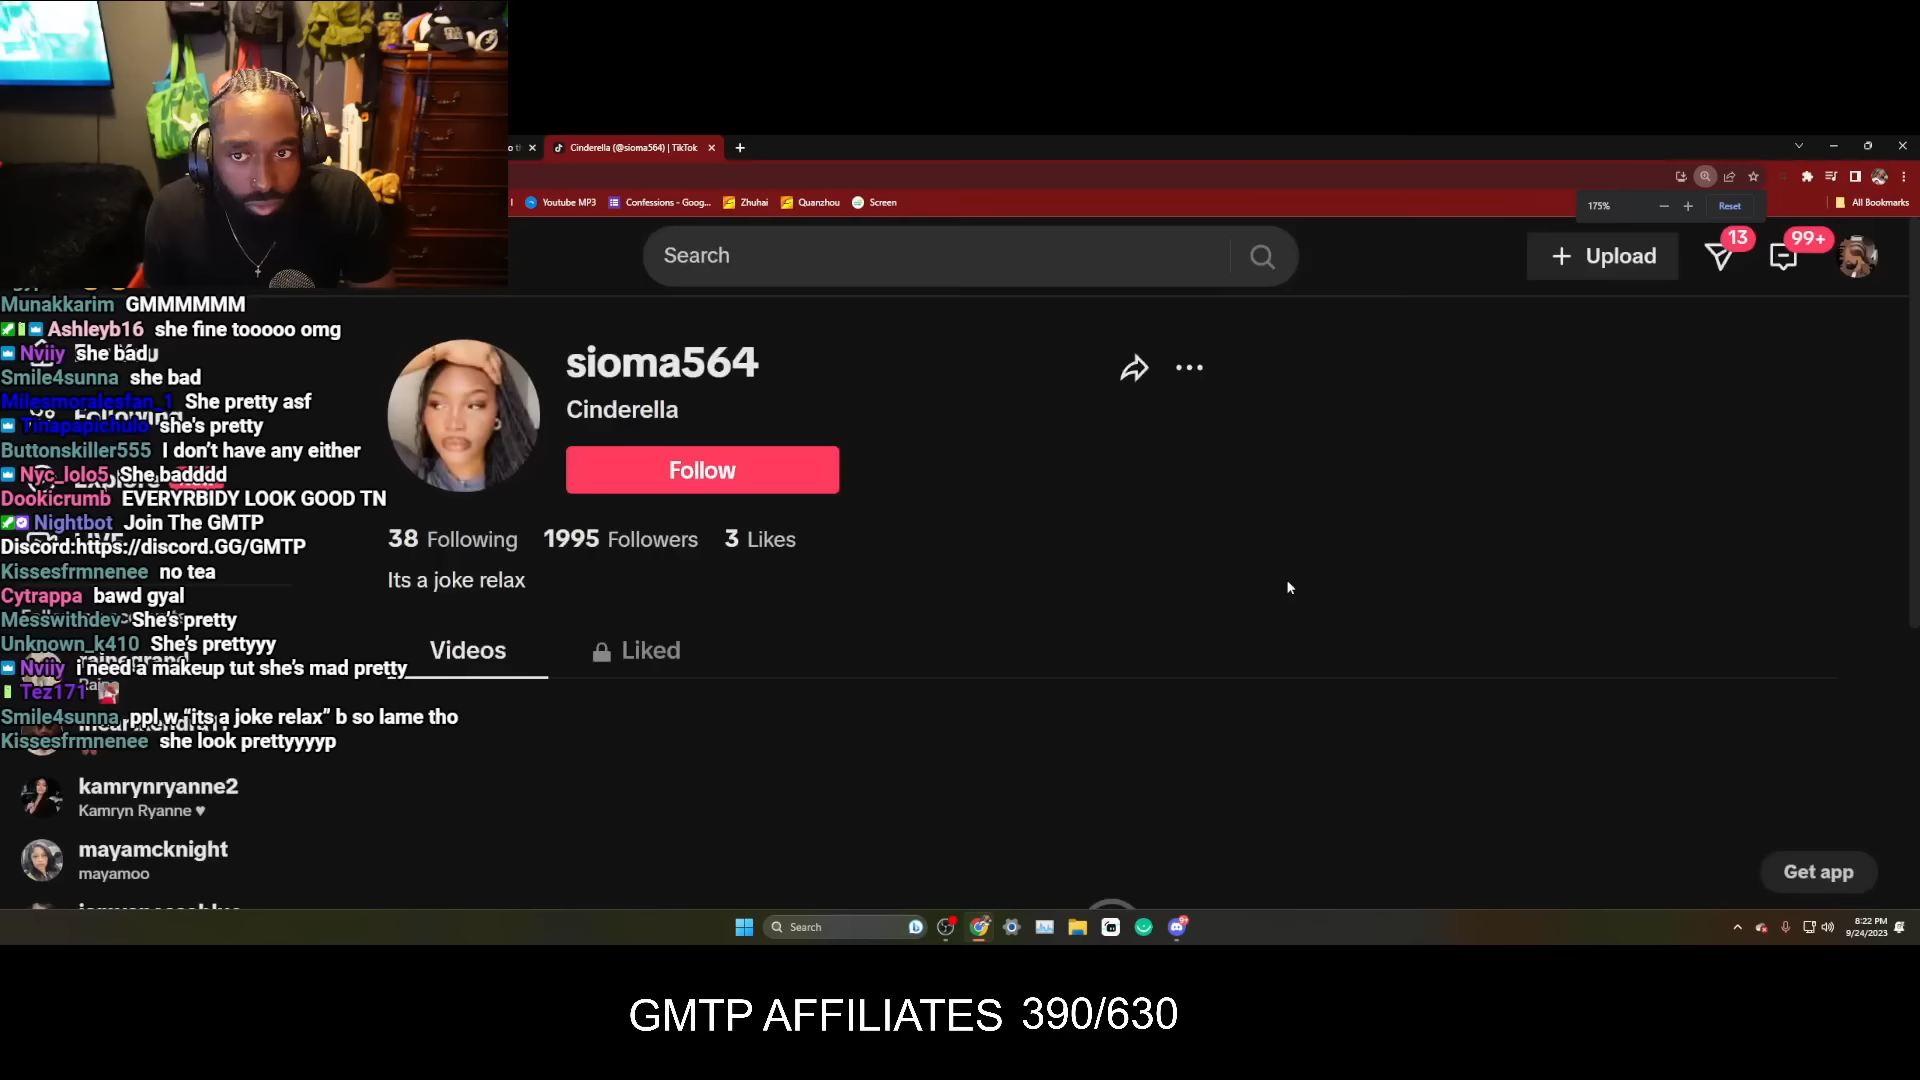 Cinderella (@sioma564) | TikTok
Youtube MP3
Confessions - Goog...
Zhuhai
Quanzhou
Screen
175%
Reset
All Bookmarks
Search
Upload
13
99+
Munakkarim GMMMMMM
Ashleyb16 she fine tooooo omg
Nviiy she bad
Smile4sunna she bad
Milesmoralesfan_1 She pretty asf
Following
Tinapapichulo she's pretty
Buttonskiller555 I don't have any either
Nyc_lolo5 She badddd
Explore
Dookicrumb EVERYRBIDY LOOK GOOD TN
Nightbot Join The GMTP
Discord:https://discord.GG/GMTP
LIVE
Kissesfrmnenee no tea
Cytrappa bawd gyal
Messwithdev She's pretty
Unknown_k410 She's prettyyy
Nviiy i need a makeup tut she's mad pretty
Tez171
Smile4sunna ppl w "its a joke relax" b so lame tho
Kissesfrmnenee she look prettyyyyp
kamrynryanne2
Kamryn Ryanne ♥
mayamcknight
mayamoo
sioma564
Cinderella
Follow
38 Following 1995 Followers 3 Likes
Its a joke relax
Videos
Liked
Get app
Search
8:22 PM
9/24/2023
GMTP AFFILIATES 390/630